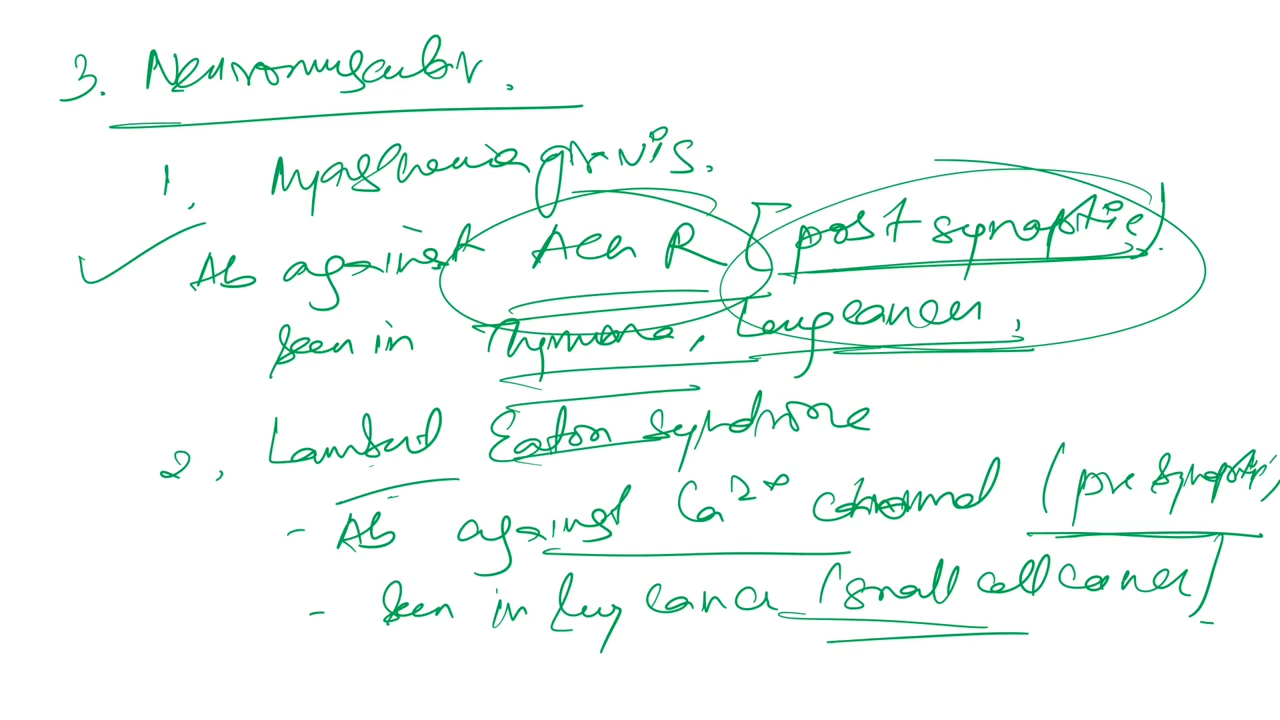 3. Neuromuscular.
1. Myasthenia gravis.
Ab against Ach R [post synaptic]
seen in Thymoma, Lung cancer,
2, Lambert Eaton syndrome
- Ab against Ca2+ channel (pre synaptic)
- seen in lung cancer (small cell cancer)